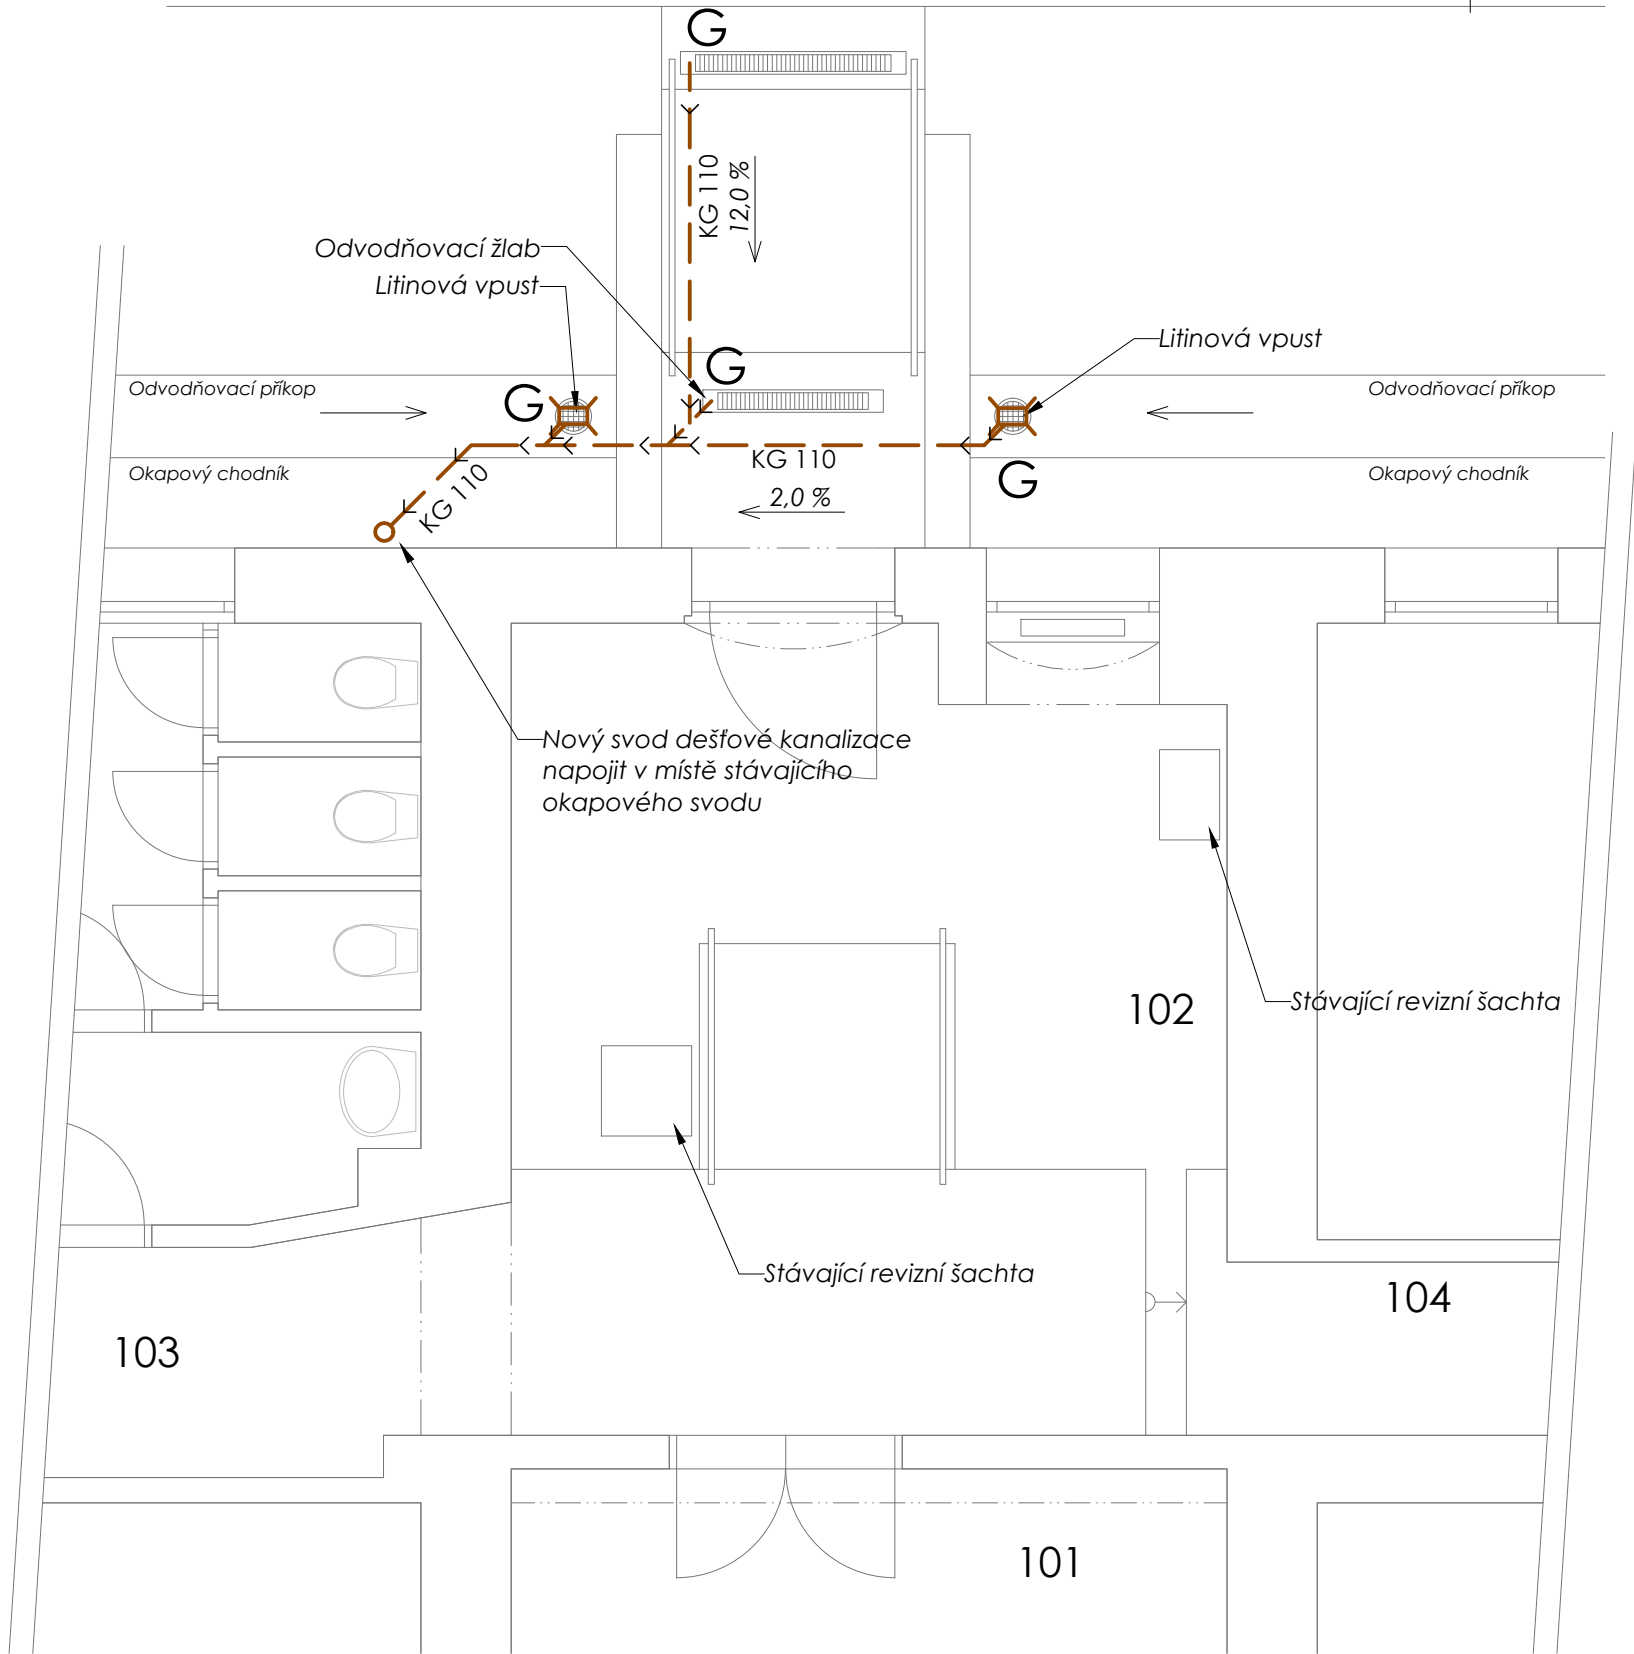 G
KG 110
12,0 %
Odvodňovací žlab
Litinová vpust
Litinová vpust
G
G
Odvodňovací příkop
Odvodňovací příkop
KG 110
G
Okapový chodník
Okapový chodník
KG 110
2,0 %
Nový svod dešťové kanalizace
napojit v místě stávajícího
okapového svodu
102
Stávající revizní šachta
Stávající revizní šachta
104
103
101